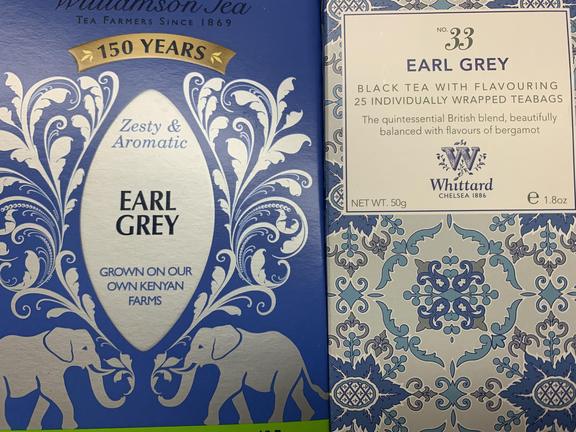 Williamson Tea
TEA FARMERS SINCE 1869
150 YEARS
Zesty &
Aromatic
EARL
GREY
GROWN ON OUR
OWN KENYAN
FARMS
NO. 33
EARL GREY
BLACK TEA WITH FLAVOURING
25 INDIVIDUALLY WRAPPED TEABAGS
The quintessential British blend, beautifully
balanced with flavours of bergamot
W
Whittard
CHELSEA 1886
NET WT. 50g ℮ 1.8oz